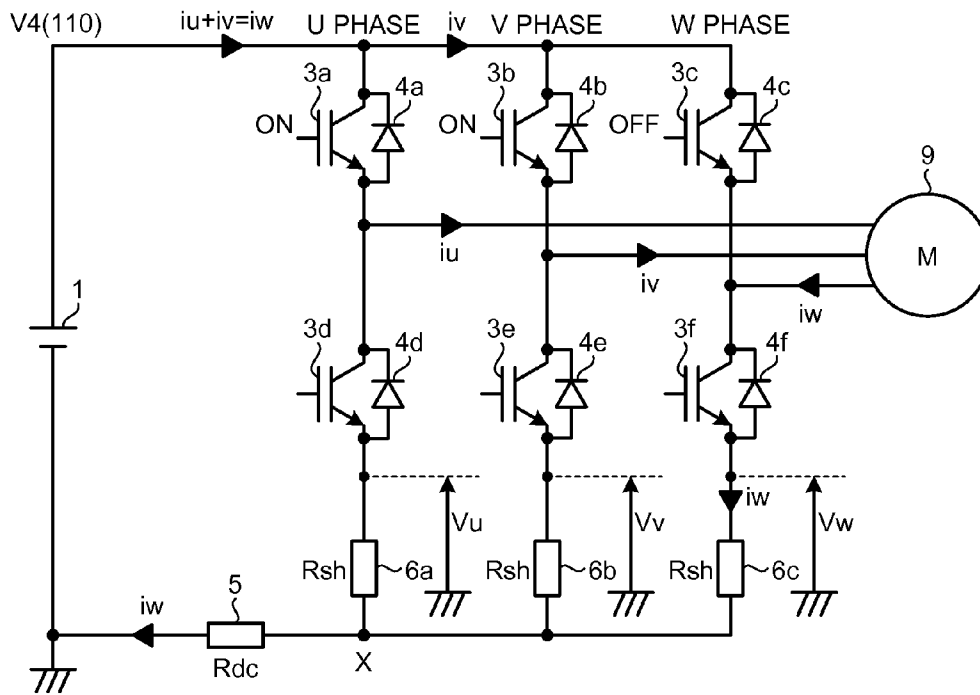 V4(110)
iu+iv=iw
U PHASE
iv
V PHASE
W PHASE
3a
4a
3b
4b
3c
4c
ON
ON
OFF
9
M
iu
iv
iw
1
3d
4d
3e
4e
3f
4f
iw
Vu
Vv
Vw
Rsh
6a
Rsh
6b
Rsh
6c
5
iw
Rdc
X